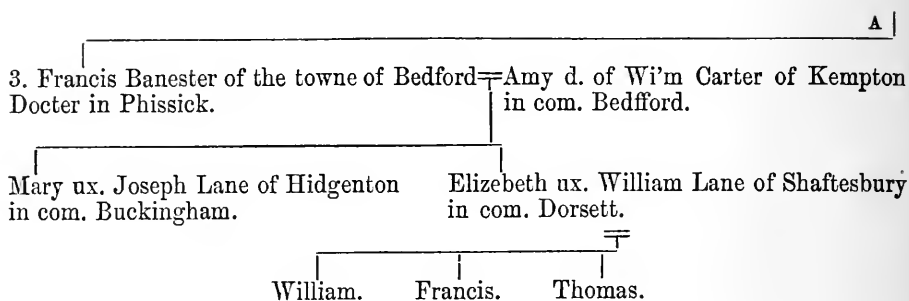 A
3. Francis Banester of the towne of Bedford Amy d. of Wi'm Carter of Kempton
Docter in Phissick. in com. Bedfford.
Mary ux. Joseph Lane of Hidgenton Elizebeth ux. William Lane of Shaftesbury
in com. Buckingham. in com. Dorsett.
William. Francis. Thomas.